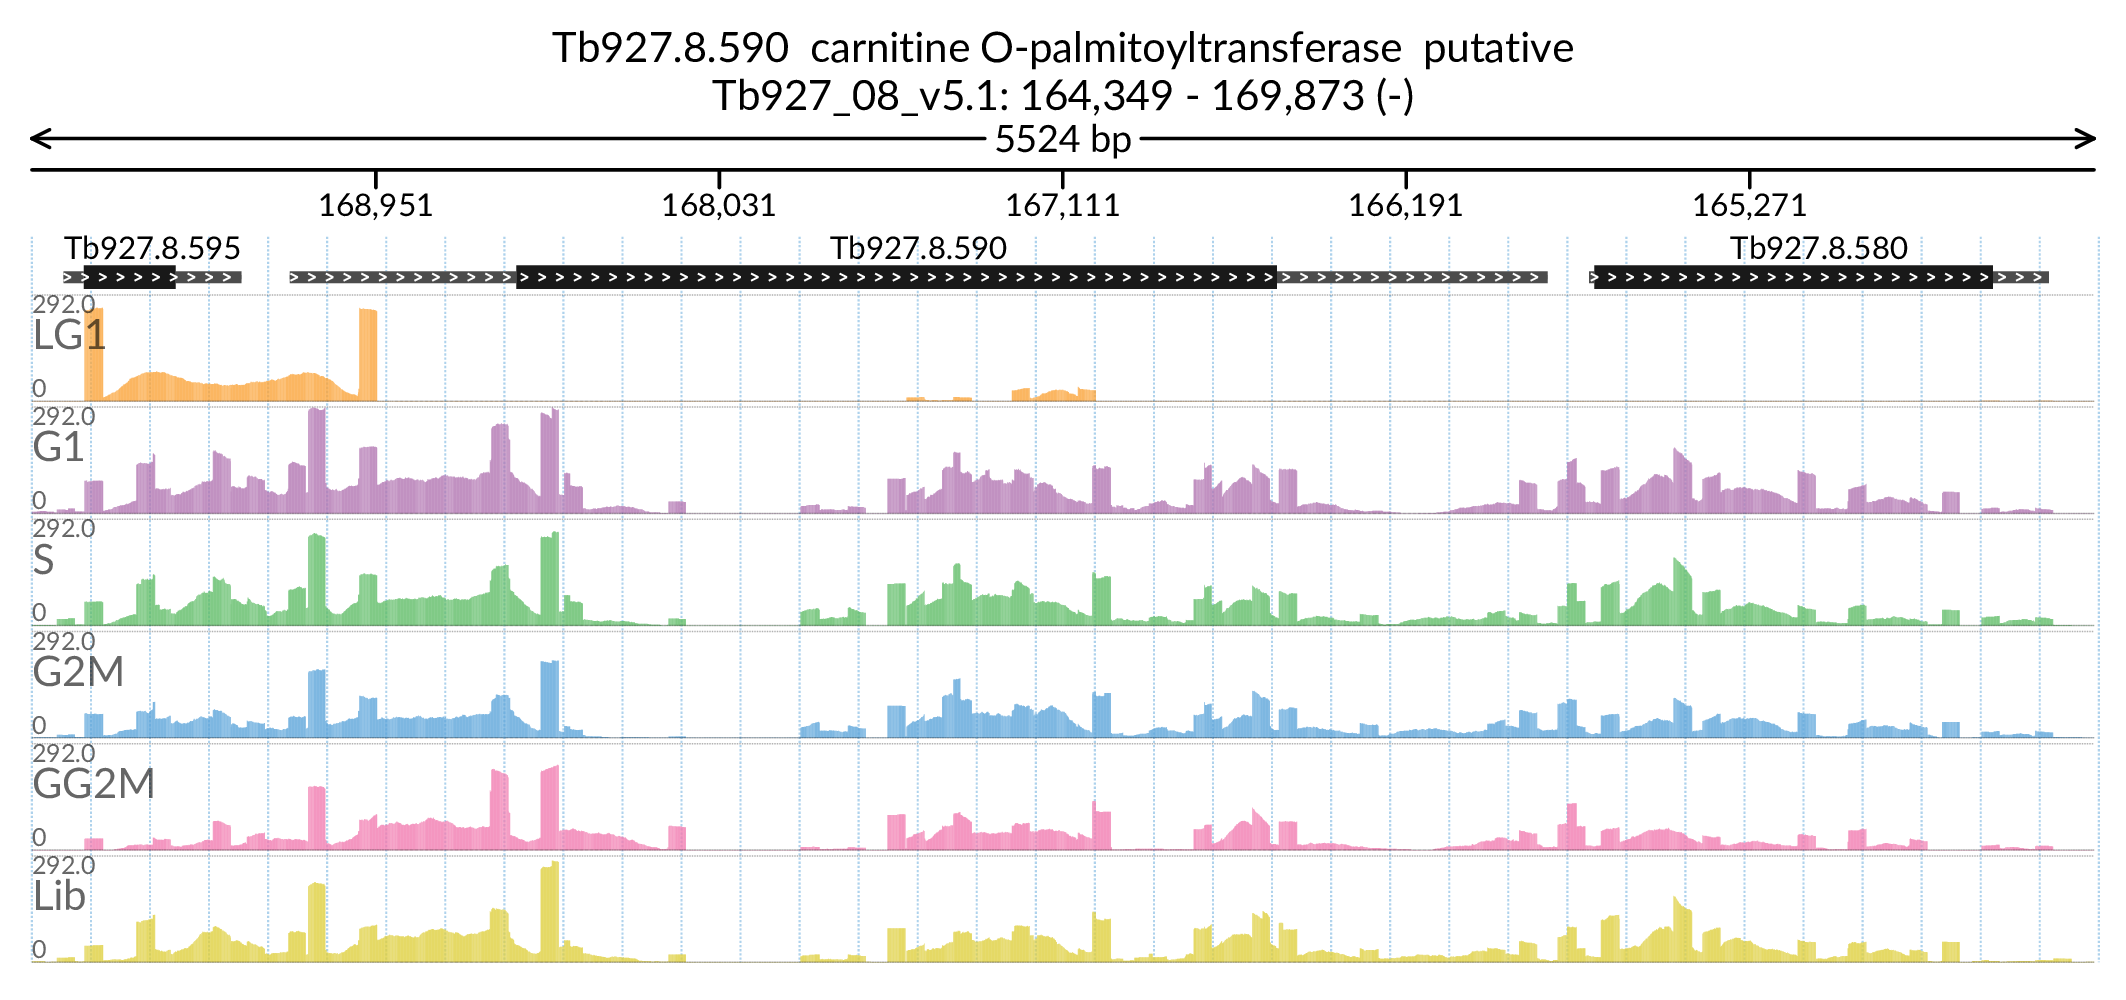 Tb927.8.590  carnitine O-palmitoyltransferase  putative
Tb927_08_v5.1: 164,349 - 169,873 (-)
5524 bp
168,951 168,031 167,111 166,191 165,271
Tb927.8.595 Tb927.8.590 Tb927.8.580
292.0
LG1
0
292.0
G1
0
292.0
S
0
292.0
G2M
0
292.0
GG2M
0
292.0
Lib
0